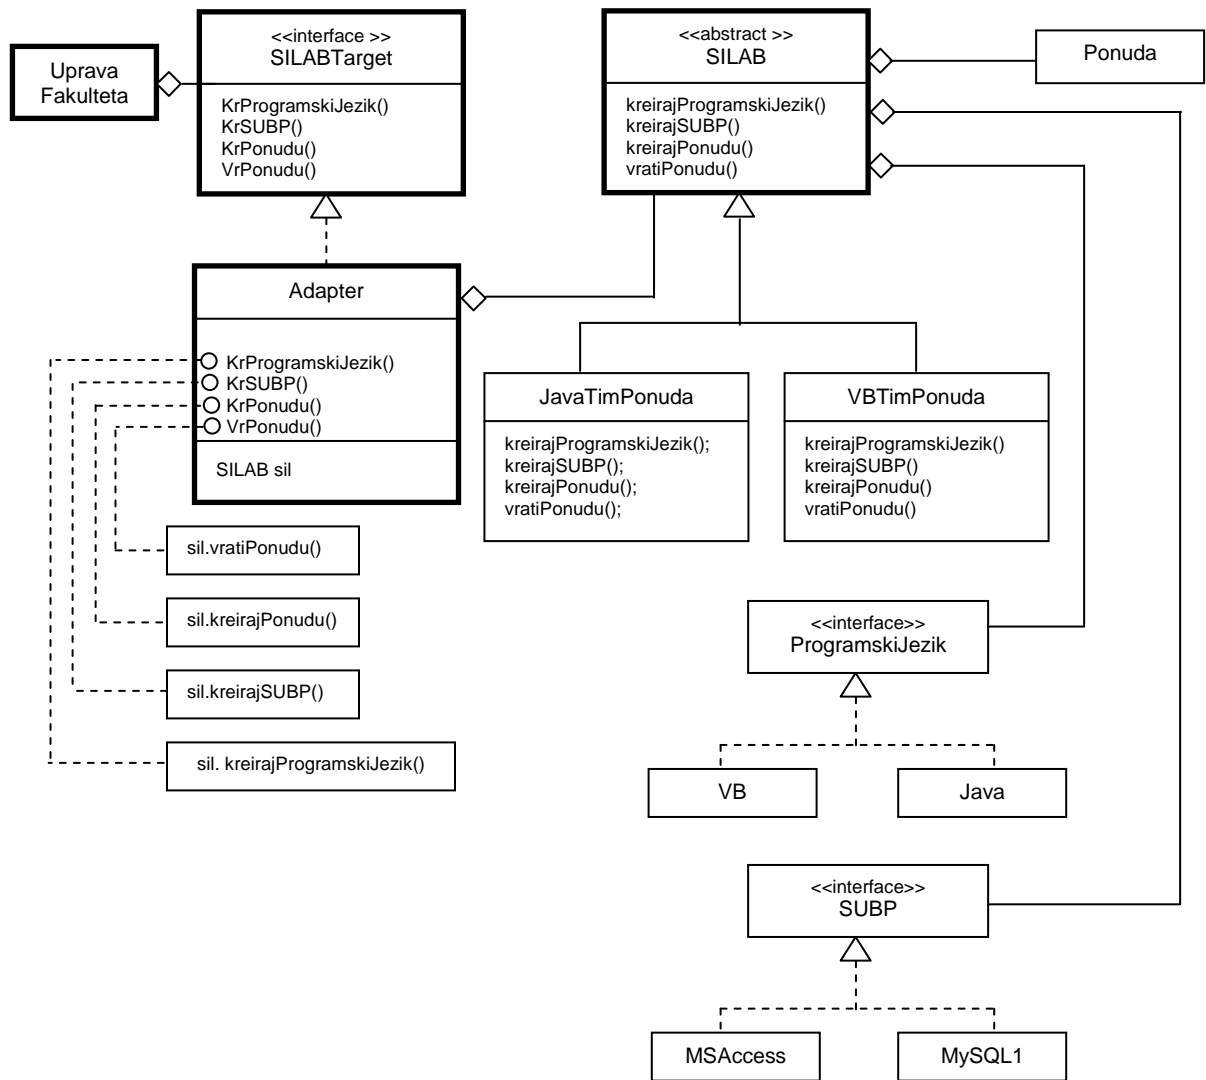 Uprava
Fakulteta
<<interface >>
SILABTarget
KrProgramskiJezik()
KrSUBP()
KrPonudu()
VrPonudu()
<<abstract >>
SILAB
kreirajProgramskiJezik()
kreirajSUBP()
kreirajPonudu()
vratiPonudu()
Ponuda
Adapter
KrProgramskiJezik()
KrSUBP()
KrPonudu()
VrPonudu()
SILAB sil
JavaTimPonuda
kreirajProgramskiJezik();
kreirajSUBP();
kreirajPonudu();
vratiPonudu();
VBTimPonuda
kreirajProgramskiJezik()
kreirajSUBP()
kreirajPonudu()
vratiPonudu()
sil.vratiPonudu()
sil.kreirajPonudu()
sil.kreirajSUBP()
sil. kreirajProgramskiJezik()
<<interface>>
ProgramskiJezik
VB
Java
<<interface>>
SUBP
MSAccess
MySQL1